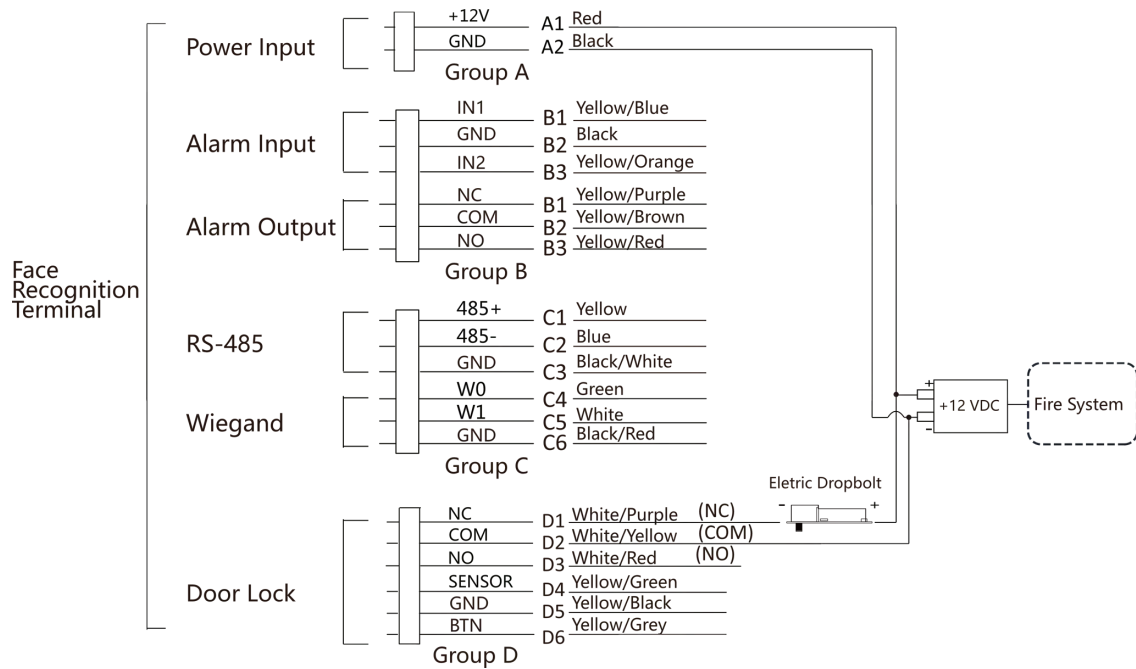 +12V A1 Red
Power Input
GND A2 Black
Group A
IN1 B1 Yellow/Blue
Alarm Input
GND B2 Black
IN2 B3 Yellow/Orange
NC B1 Yellow/Purple
Alarm Output
COM B2 Yellow/Brown
NO B3 Yellow/Red
Group B
Face
Recognition
Terminal
485+ C1 Yellow
RS-485
485- C2 Blue
GND C3 Black/White
W0 C4 Green
Wiegand
W1 C5 White
GND C6 Black/Red
Group C
+
+12 VDC
-
Fire System
Eletric Dropbolt
- +
NC D1 White/Purple (NC)
COM D2 White/Yellow (COM)
NO D3 White/Red (NO)
SENSOR D4 Yellow/Green
Door Lock
GND D5 Yellow/Black
BTN D6 Yellow/Grey
Group D